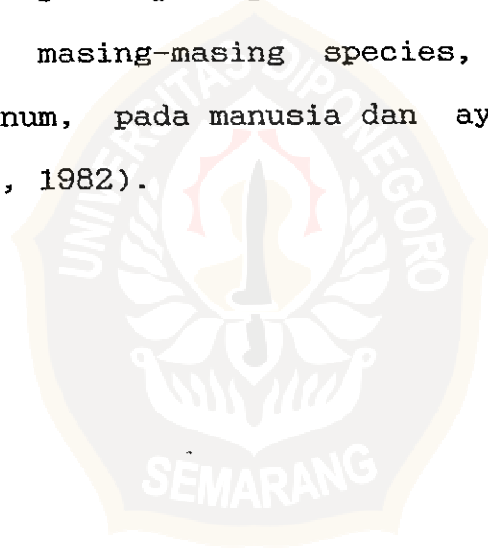 masing-masing species,
num, pada manusia dan ay
, 1982).
UNIVERSITAS DIPONEGORO
SEMARANG